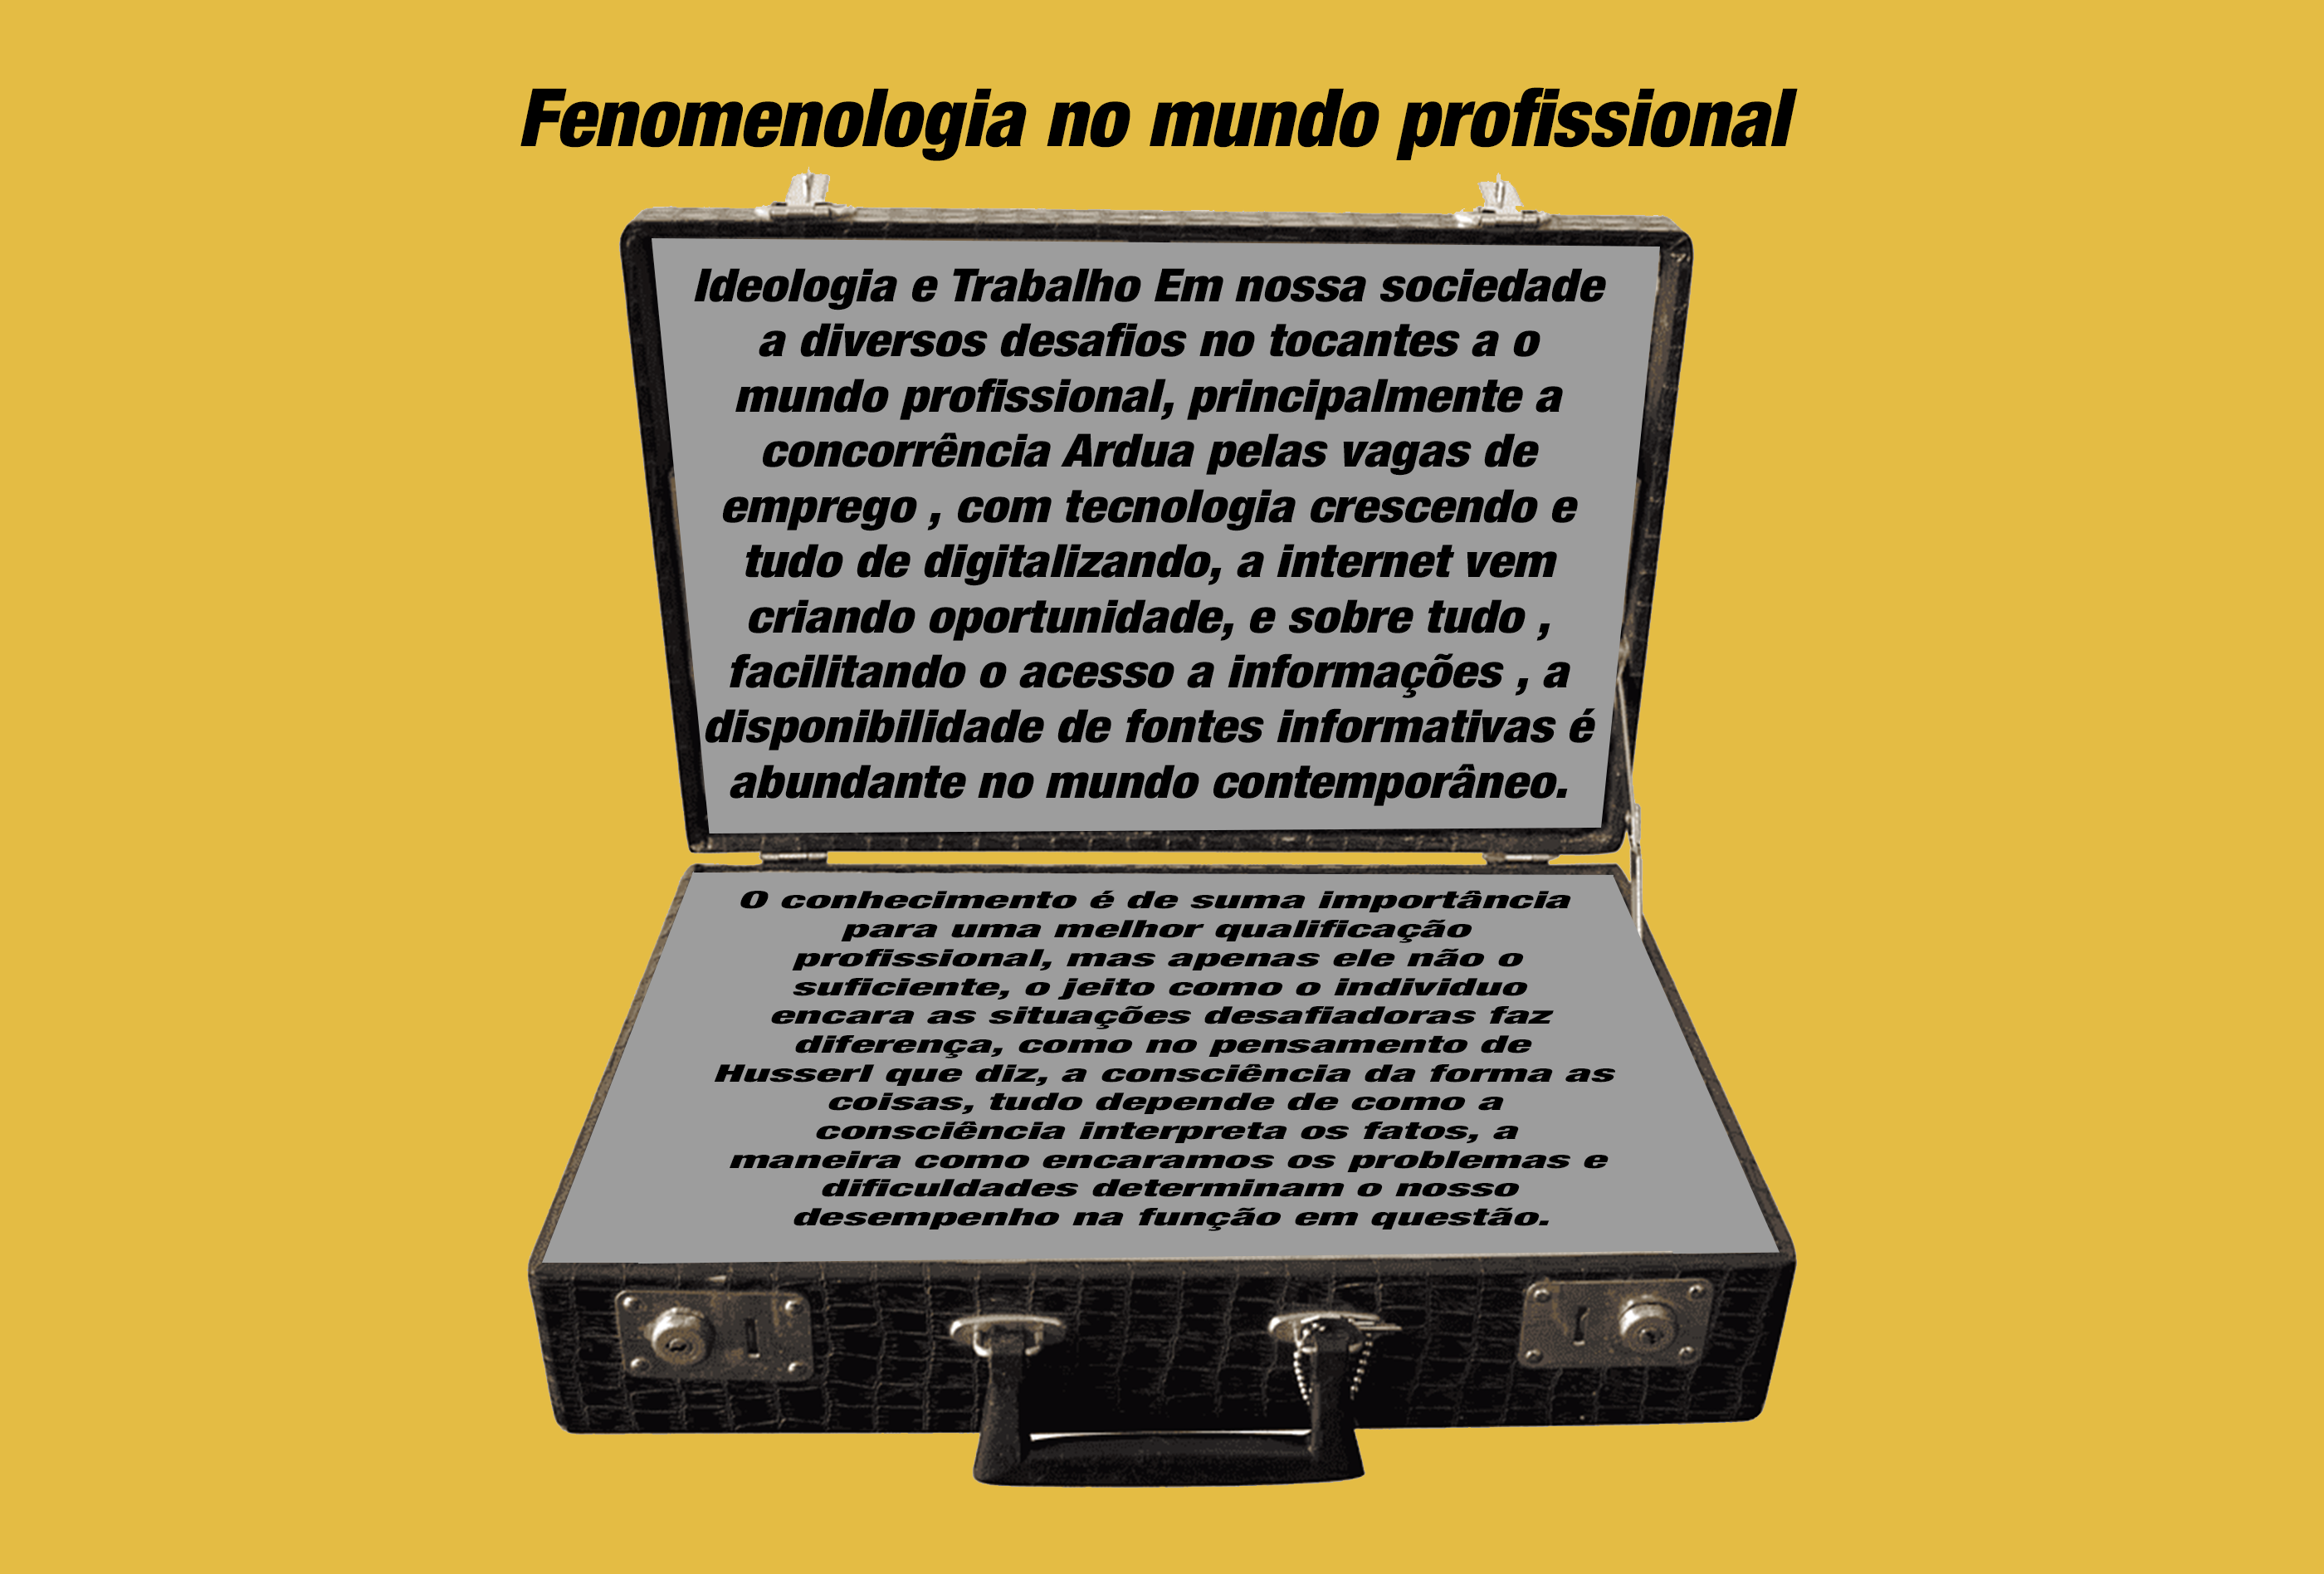 Fenomenologia no mundo profissional
Ideologia e Trabalho Em nossa sociedade
a diversos desafios no tocantes a o
mundo profissional, principalmente a
concorrência Ardua pelas vagas de
emprego , com tecnologia crescendo e
tudo de digitalizando, a internet vem
criando oportunidade, e sobre tudo ,
facilitando o acesso a informações , a
disponibilidade de fontes informativas é
abundante no mundo contemporâneo.
O conhecimento é de suma importância
para uma melhor qualificação
profissional, mas apenas ele não o
suficiente, o jeito como o individuo
encara as situações desafiadoras faz
diferença, como no pensamento de
Husserl que diz, a consciência da forma as
coisas, tudo depende de como a
consciência interpreta os fatos, a
maneira como encaramos os problemas e
dificuldades determinam o nosso
desempenho na função em questão.